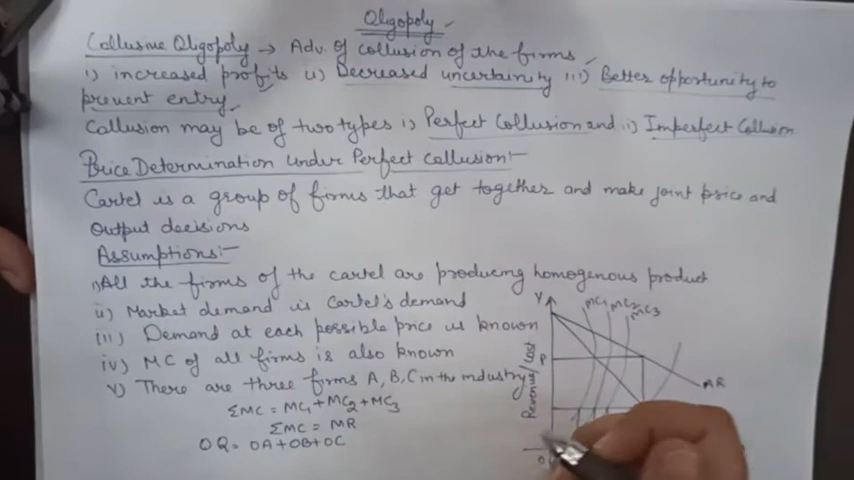 Oligopoly
Collusive Oligopoly → Adv. of collusion of the firms
i) increased profits ii) Decreased uncertainity iii) Better opportunity to
prevent entry
Collusion may be of two types i) Perfect Collusion and ii) Imperfect Collusion
Price Determination under Perfect collusion:-
Cartel is a group of firms that get together and make joint price and
output decisions
Assumptions:-
i) All the firms of the cartel are producing homogenous product
ii) Market demand is Cartel's demand
iii) Demand at each possible price is known
iv) MC of all firms is also known
v) There are three firms A, B, C in the industry
ΣMC = MC1 + MC2 + MC3
ΣMC = MR
OQ = OA+OB+OC
Y
MC1 MC2 MC3
P
AR
Revenue/Cost
O